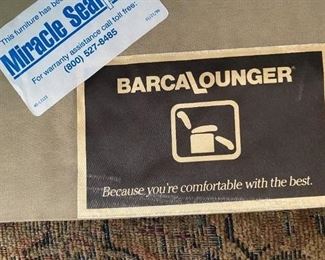 This furniture has bee
Miracle Seal
For warranty assistance call toll free:
(800) 527-8485
BARCALOUNGER®
Because you're comfortable with the best.